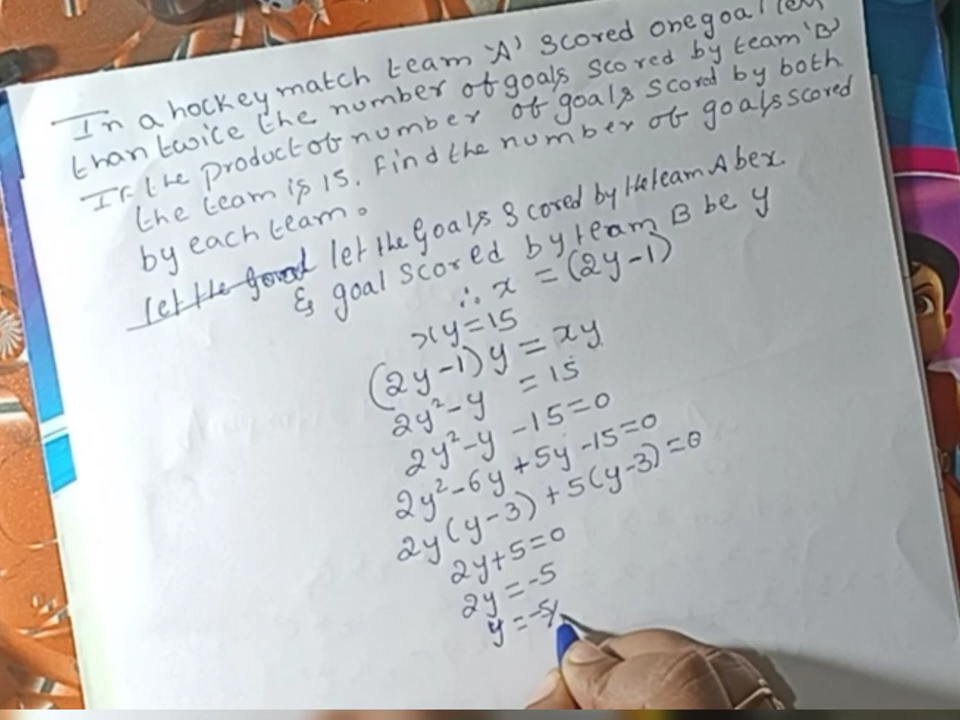 In a hockey match team 'A' scored one goal
than twice the number of goals scored by team 'B'
If the product of number of goals scored by both
the team is 15. Find the number of goals scored
by each team.
let the let the Goals Scored by the team A be x
& goal scored by team B be y
∴ x = (2y-1)
xy=15
(2y-1)y = xy
2y²-y = 15
2y²-y -15=0
2y²-6y+5y-15=0
2y(y-3)+5(y-3)=0
2y+5=0
2y=-5
y=-5/